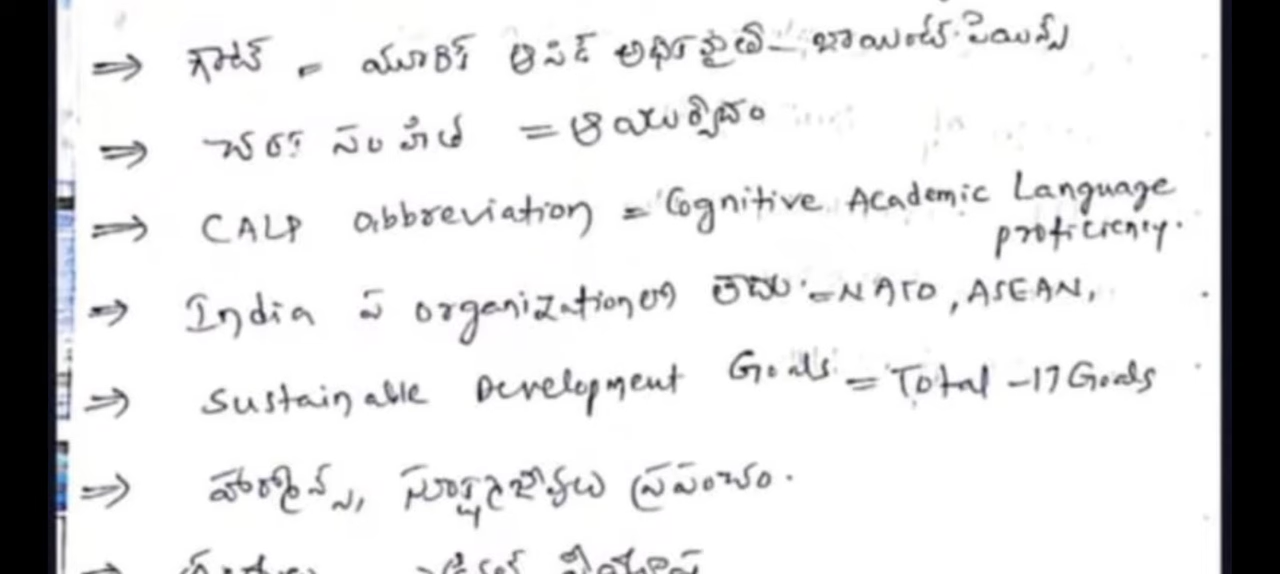 ⇒ గౌట్ = యూరిక్ ఆసిడ్ అధికమైతే - జాయింట్ పెయిన్స్
⇒ చరక సంహిత = ఆయుర్వేదం
⇒ CALP abbreviation = Cognitive Academic Language
proficiency.
⇒ India ఏ organizationలో లేదు = NATO, ASEAN,
⇒ Sustainable Development Goals = Total - 17 Goals
⇒ హార్మోన్స్, సూక్ష్మజీవులు ప్రపంచం.